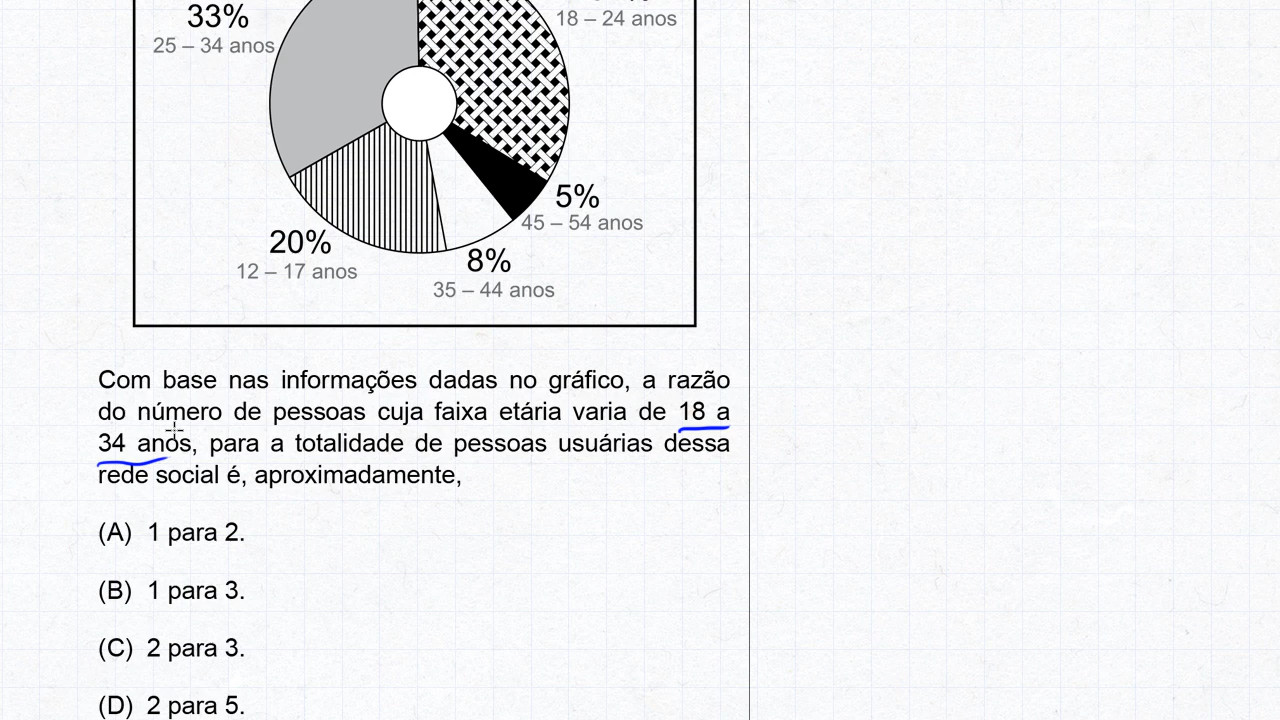 33%
25 – 34 anos
18 – 24 anos
5%
45 – 54 anos
20%
12 – 17 anos
8%
35 – 44 anos
Com base nas informações dadas no gráfico, a razão
do número de pessoas cuja faixa etária varia de 18 a
34 anos, para a totalidade de pessoas usuárias dessa
rede social é, aproximadamente,
(A) 1 para 2.
(B) 1 para 3.
(C) 2 para 3.
(D) 2 para 5.